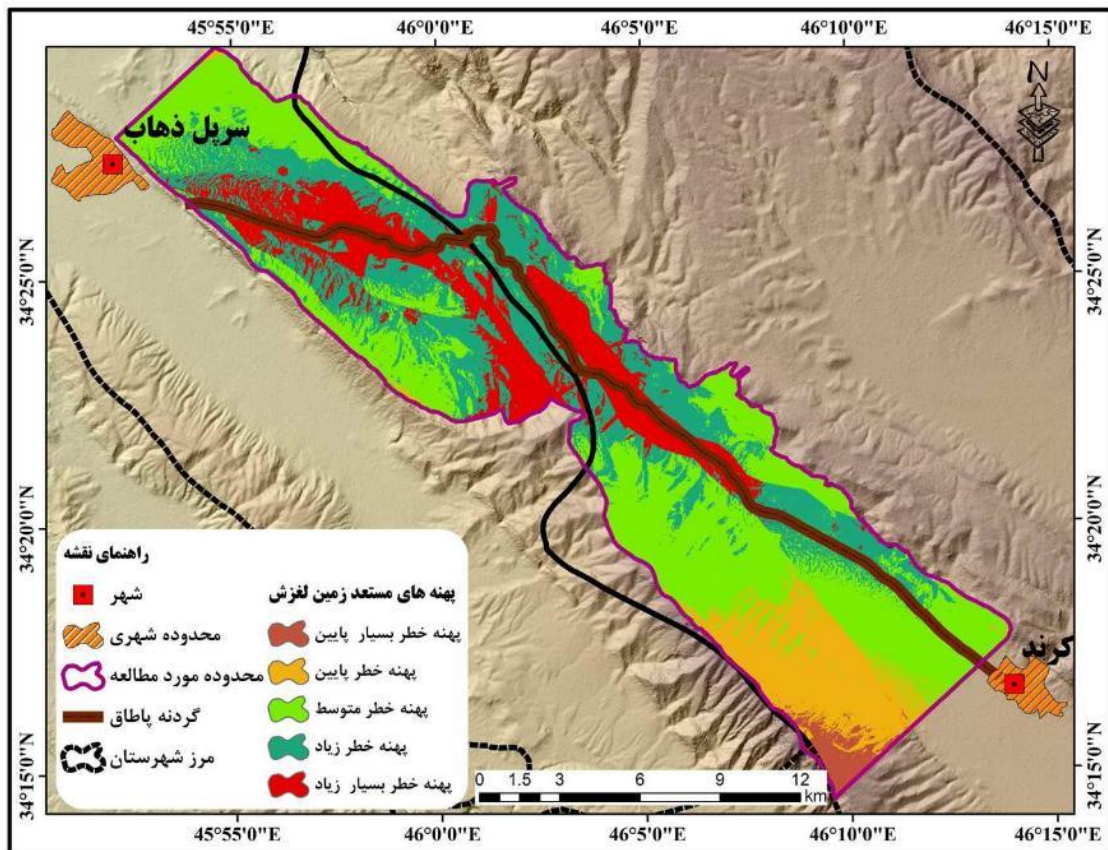 45°55'0"E 46°0'0"E 46°5'0"E 46°10'0"E 46°15'0"E
N
سرپل ذهاب
34°25'0"N 34°25'0"N
34°20'0"N 34°20'0"N
34°15'0"N 34°15'0"N
کرند
راهنمای نقشه
شهر
محدوده شهری
محدوده مورد مطالعه
گردنه پاطاق
مرز شهرستان
پهنه های مستعد زمین لغزش
پهنه خطر بسیار پایین
پهنه خطر پایین
پهنه خطر متوسط
پهنه خطر زیاد
پهنه خطر بسیار زیاد
0 1.5 3 6 9 12
km
45°55'0"E 46°0'0"E 46°5'0"E 46°10'0"E 46°15'0"E